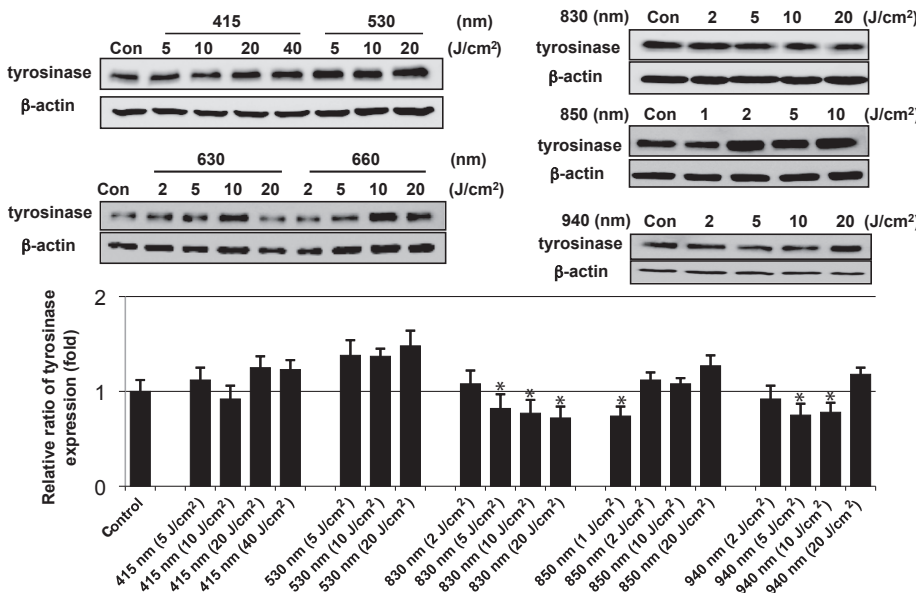 415 530 (nm)
Con 5 10 20 40 5 10 20 (J/cm²)
tyrosinase
β-actin
630 660 (nm)
Con 2 5 10 20 2 5 10 20 (J/cm²)
tyrosinase
β-actin
830 (nm) Con 2 5 10 20 (J/cm²)
tyrosinase
β-actin
850 (nm) Con 1 2 5 10 (J/cm²)
tyrosinase
β-actin
940 (nm) Con 2 5 10 20 (J/cm²)
tyrosinase
β-actin
Relative ratio of tyrosinase
expression (fold)
2
1
0
* * * * * *
Control
415 nm (5 J/cm²)
415 nm (10 J/cm²)
415 nm (20 J/cm²)
415 nm (40 J/cm²)
530 nm (5 J/cm²)
530 nm (10 J/cm²)
530 nm (20 J/cm²)
830 nm (2 J/cm²)
830 nm (5 J/cm²)
830 nm (10 J/cm²)
830 nm (20 J/cm²)
850 nm (1 J/cm²)
850 nm (2 J/cm²)
850 nm (10 J/cm²)
850 nm (20 J/cm²)
940 nm (2 J/cm²)
940 nm (5 J/cm²)
940 nm (10 J/cm²)
940 nm (20 J/cm²)